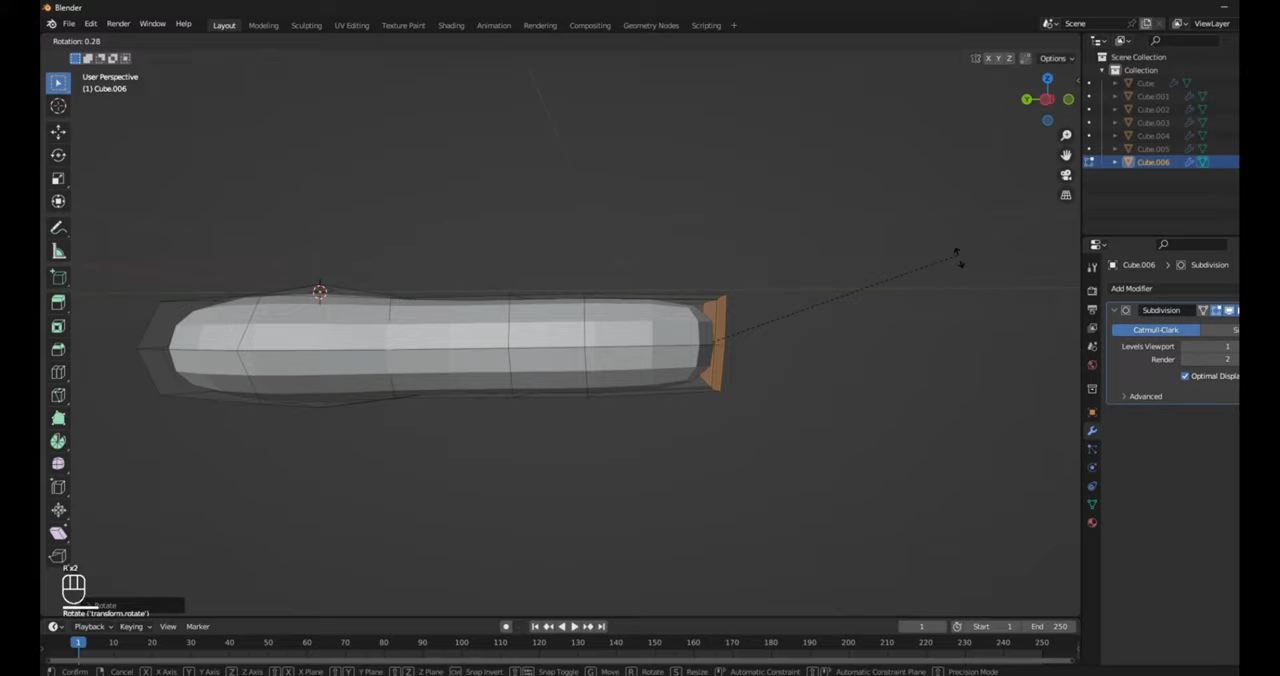 Blender
File Edit Render Window Help Layout Modeling Sculpting UV Editing Texture Paint Shading Animation Rendering Compositing Geometry Nodes Scripting + Scene ViewLayer
Rotation: 0.28
X Y Z Options
User Perspective
(1) Cube.006
Scene Collection
Collection
Cube
Cube.001
Cube.002
Cube.003
Cube.004
Cube.005
Cube.006
Z
Y
Cube.006 > Subdivision
Add Modifier
Subdivision
Catmull-Clark
Levels Viewport 1
Render 2
Optimal Displa
Advanced
R x2
Rotate
Rotate ('transform.rotate')
Playback Keying View Marker 1 Start 1 End 250
1 10 20 30 40 50 60 70 80 90 100 110 120 130 140 150 160 170 180 190 200 210 220 230 240 250
Confirm Cancel X X Axis Y Y Axis Z Z Axis X X Plane Y Y Plane Z Z Plane Snap Invert Snap Toggle G Move R Rotate S Resize Automatic Constraint Automatic Constraint Plane Precision Mode